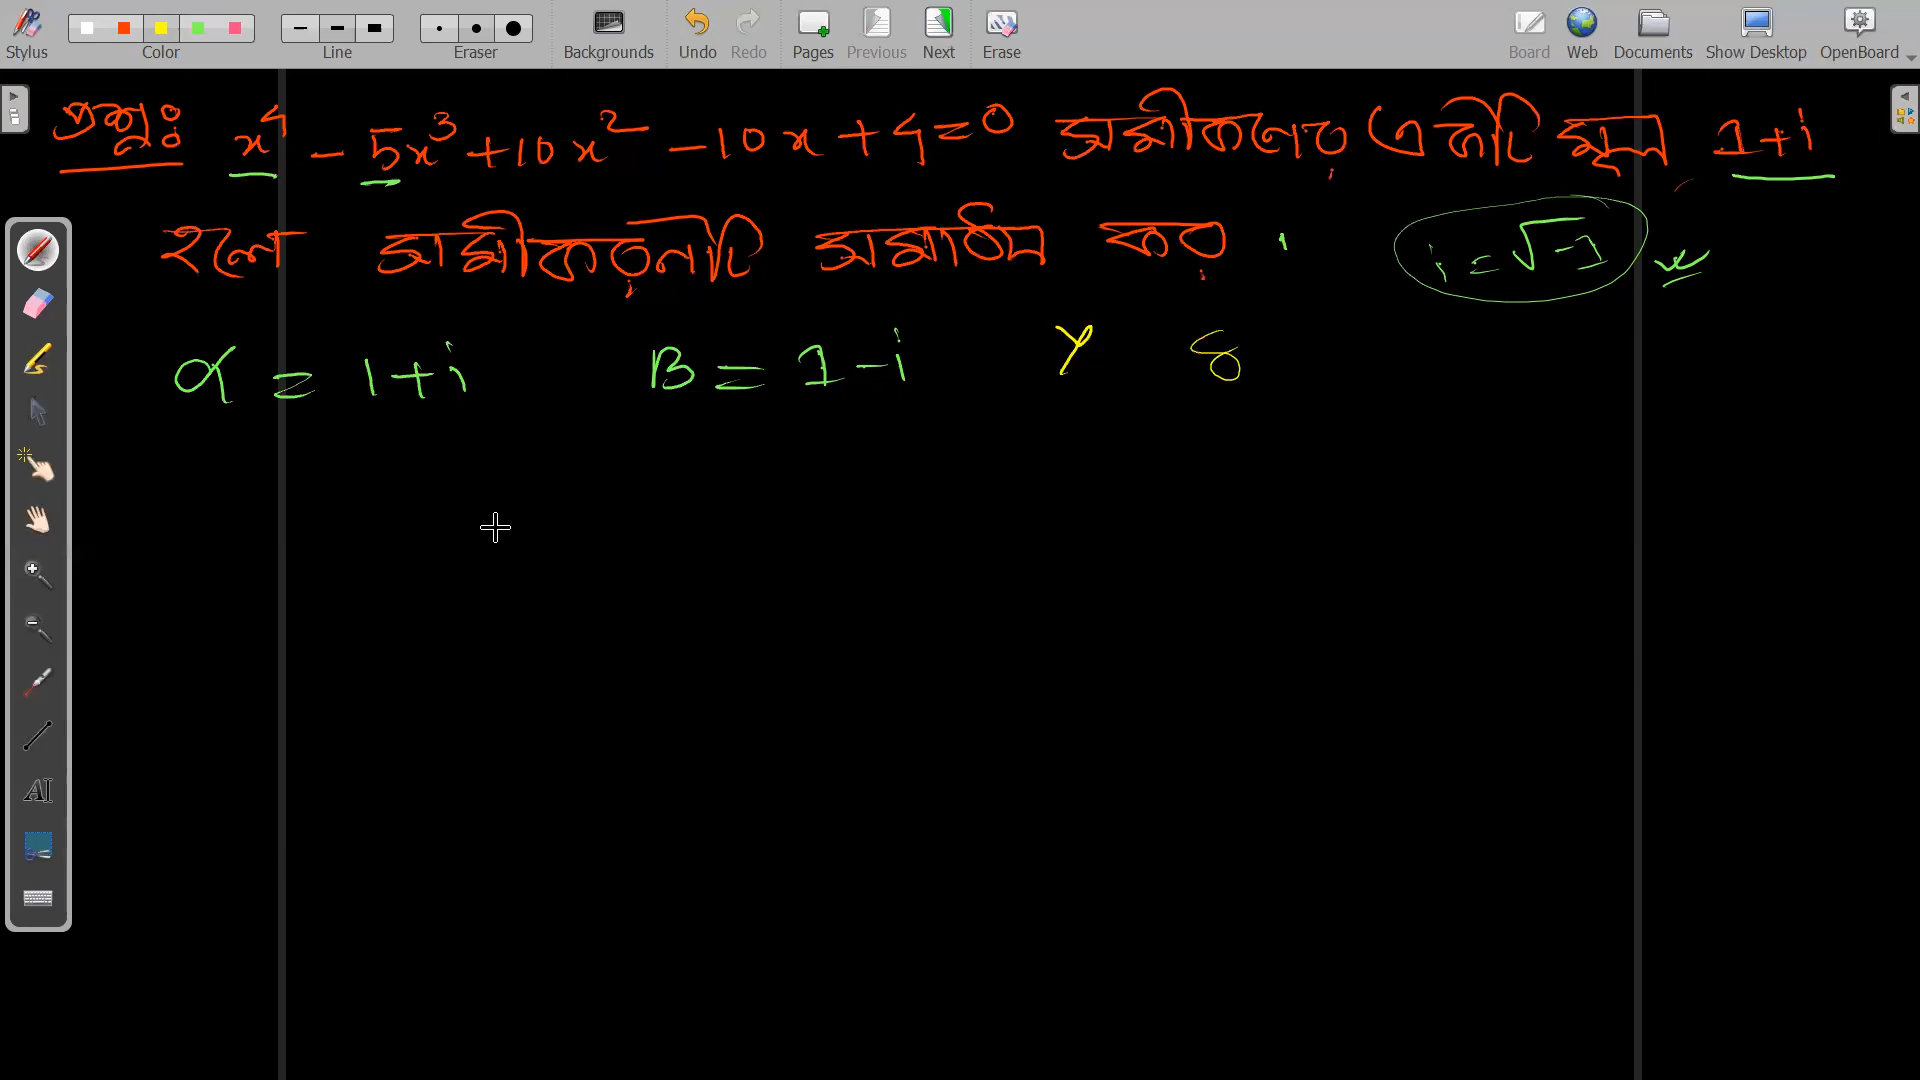 Stylus Color Line Eraser Backgrounds Undo Redo Pages Previous Next Erase Board Web Documents Show Desktop OpenBoard
প্রশ্নঃ x⁴ - 5x³ + 10x² - 10x + 4 = 0 সমীকরণের একটি মূল 1+i
হলে সমীকরণটি সমাধান কর । i = √-1
α = 1+i β = 1-i γ δ